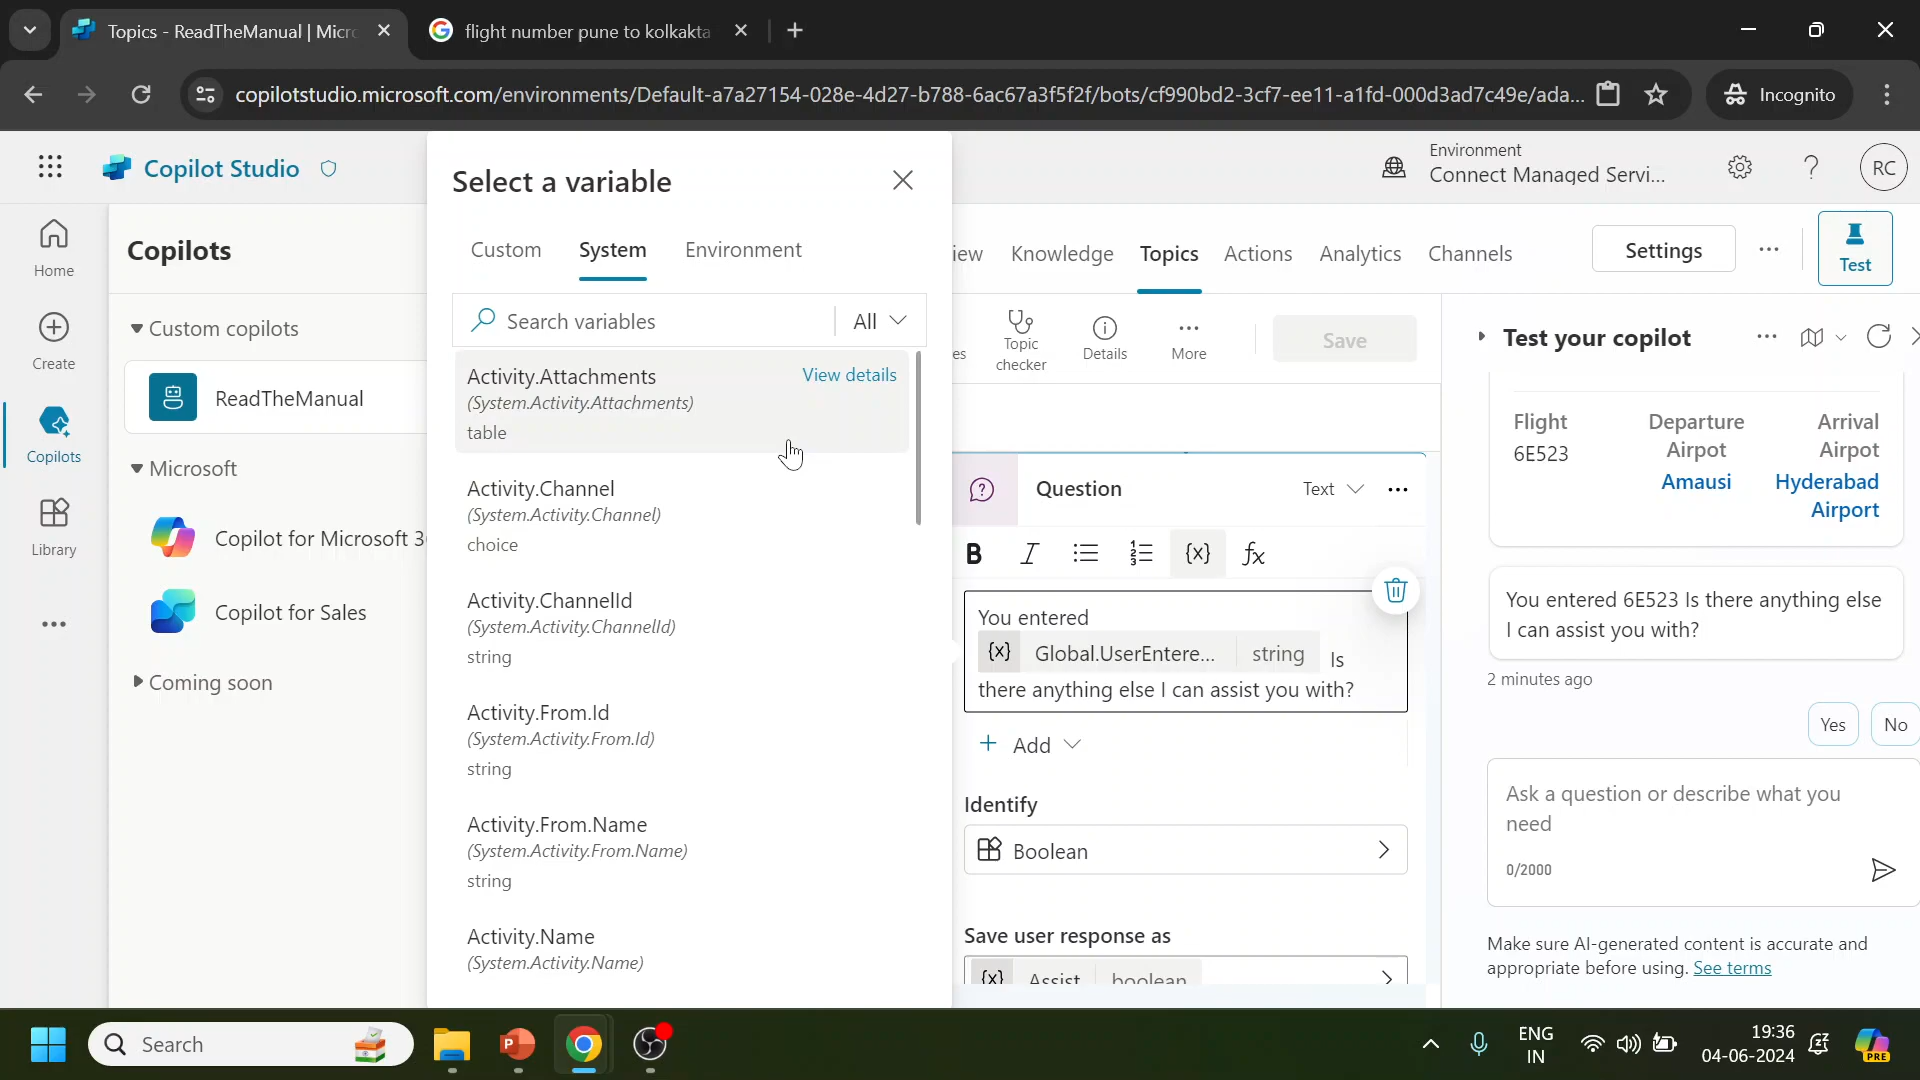 Topics - ReadTheManual | Micro
flight number pune to kolkakta
copilotstudio.microsoft.com/environments/Default-a7a27154-028e-4d27-b788-6ac67a3f5f2f/bots/cf990bd2-3cf7-ee11-a1fd-000d3ad7c49e/ada...
Incognito
Copilot Studio
Environment
Connect Managed Servi...
RC
Home
Create
Copilots
Library
Copilots
Custom copilots
ReadTheManual
Microsoft
Copilot for Microsoft 3
Copilot for Sales
Coming soon
Select a variable
Custom
System
Environment
Search variables
All
Activity.Attachments
View details
(System.Activity.Attachments)
table
Activity.Channel
(System.Activity.Channel)
choice
Activity.ChannelId
(System.Activity.ChannelId)
string
Activity.From.Id
(System.Activity.From.Id)
string
Activity.From.Name
(System.Activity.From.Name)
string
Activity.Name
(System.Activity.Name)
iew
Knowledge
Topics
Actions
Analytics
Channels
Settings
...
Test
es
Topic
checker
Details
More
Save
Question
Text
B
I
{x}
fx
You entered
{x} Global.UserEntere... string Is
there anything else I can assist you with?
+ Add
Identify
Boolean
Save user response as
{x} Assist boolean
Test your copilot
Flight
6E523
Departure
Airpot
Amausi
Arrival
Airpot
Hyderabad
Airport
You entered 6E523 Is there anything else
I can assist you with?
2 minutes ago
Yes
No
Ask a question or describe what you
need
0/2000
Make sure AI-generated content is accurate and
appropriate before using. See terms
Search
ENG
IN
19:36
04-06-2024
PRE